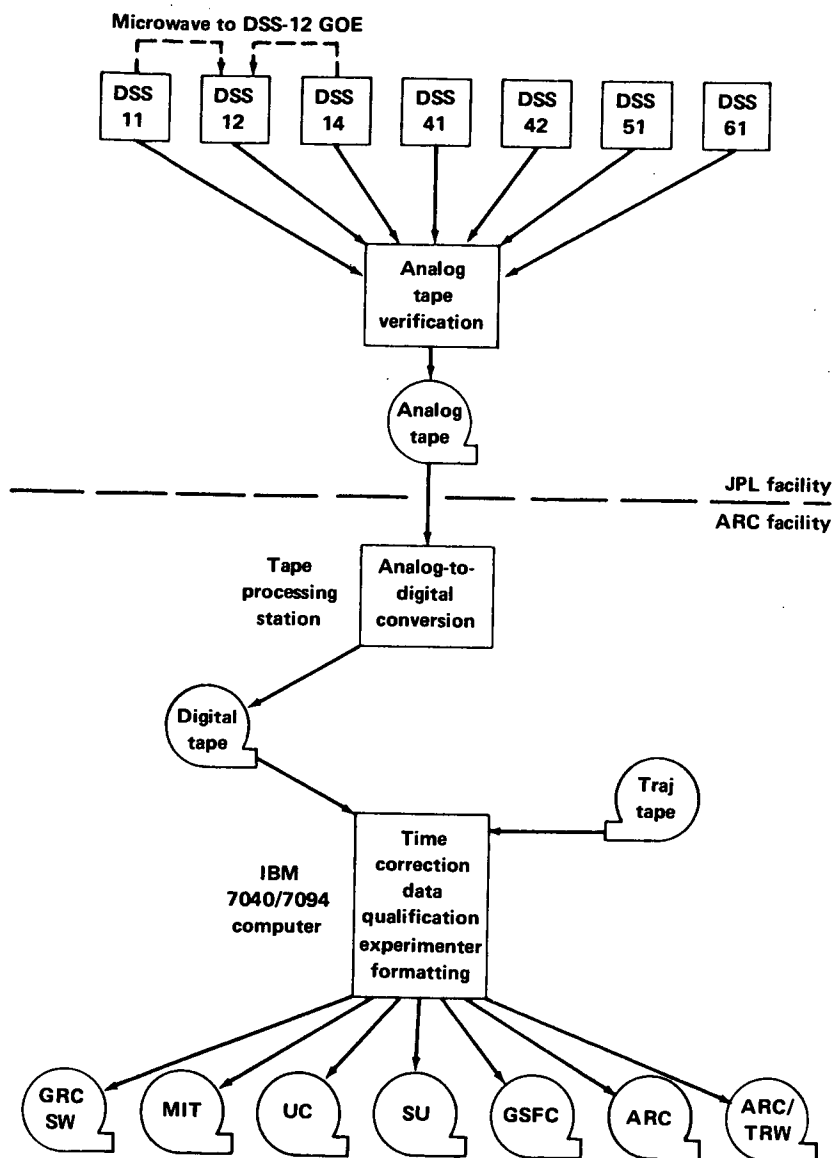 Microwave to DSS-12 GOE
DSS
11
DSS
12
DSS
14
DSS
41
DSS
42
DSS
51
DSS
61
Analog
tape
verification
Analog
tape
JPL facility
ARC facility
Tape
processing
station
Analog-to-
digital
conversion
Digital
tape
Traj
tape
IBM
7040/7094
computer
Time
correction
data
qualification
experimenter
formatting
GRC
SW
MIT
UC
SU
GSFC
ARC
ARC/
TRW